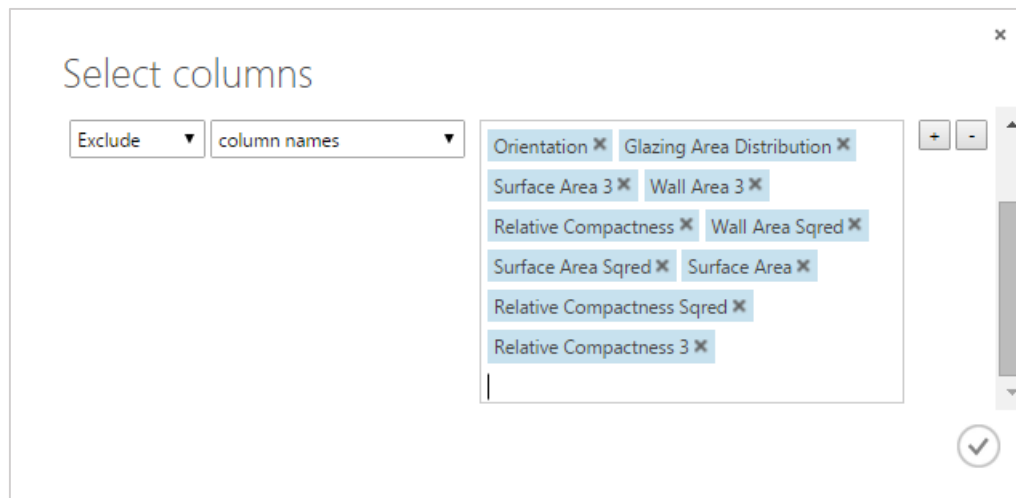 ×
Select columns
Exclude ▼ column names ▼ + -
Orientation × Glazing Area Distribution ×
Surface Area 3 × Wall Area 3 ×
Relative Compactness × Wall Area Sqred ×
Surface Area Sqred × Surface Area ×
Relative Compactness Sqred ×
Relative Compactness 3 ×